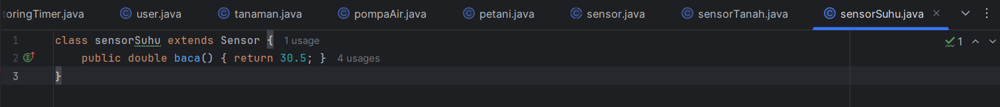 toringTimer.java user.java tanaman.java pompaAir.java petani.java sensor.java sensorTanah.java sensorSuhu.java
1 class sensorSuhu extends Sensor { 1 usage 1
2 public double baca() { return 30.5; } 4 usages
3 }